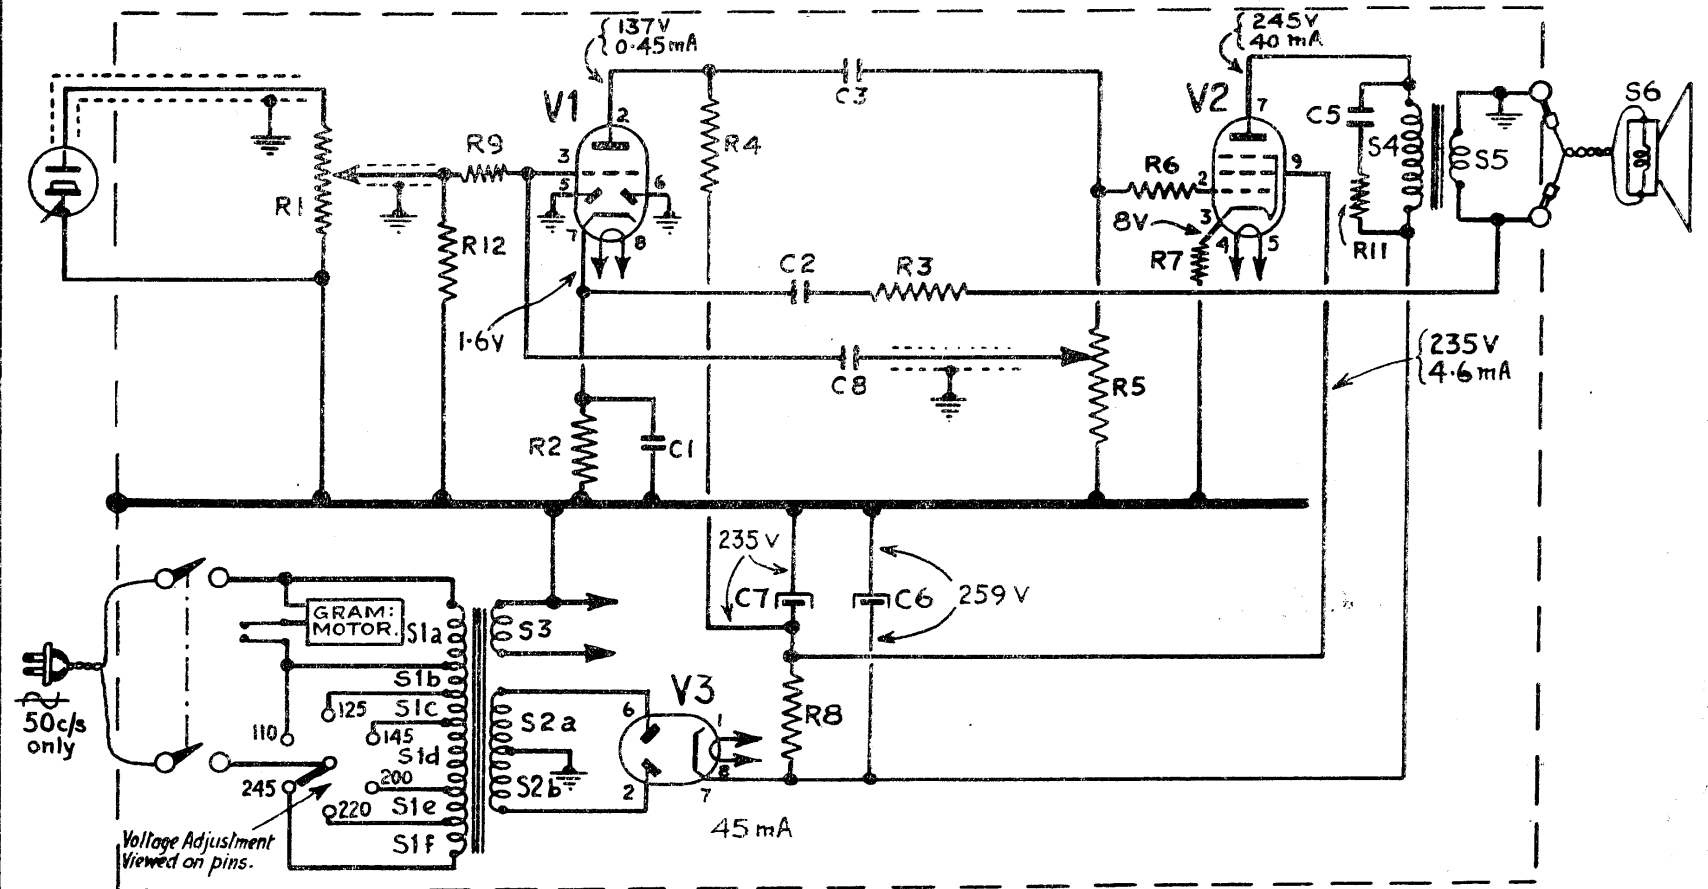 137V
0·45mA
245V
40 mA
V1
2
3
5
6
7
8
C3
R4
R9
R1
R12
V2
7
9
2
3
4
5
R6
8V
R7
C5
S4
S5
R11
S6
C2
R3
1·6V
C8
R5
235V
4·6mA
R2
C1
235V
C7
C6
259V
GRAM:
MOTOR.
S1a
S1b
S1c
S1d
S1e
S1f
S3
S2a
S2b
V3
6
2
1
8
7
R8
45mA
50c/s
only
110
125
145
200
220
245
Voltage Adjustment
Viewed on pins.